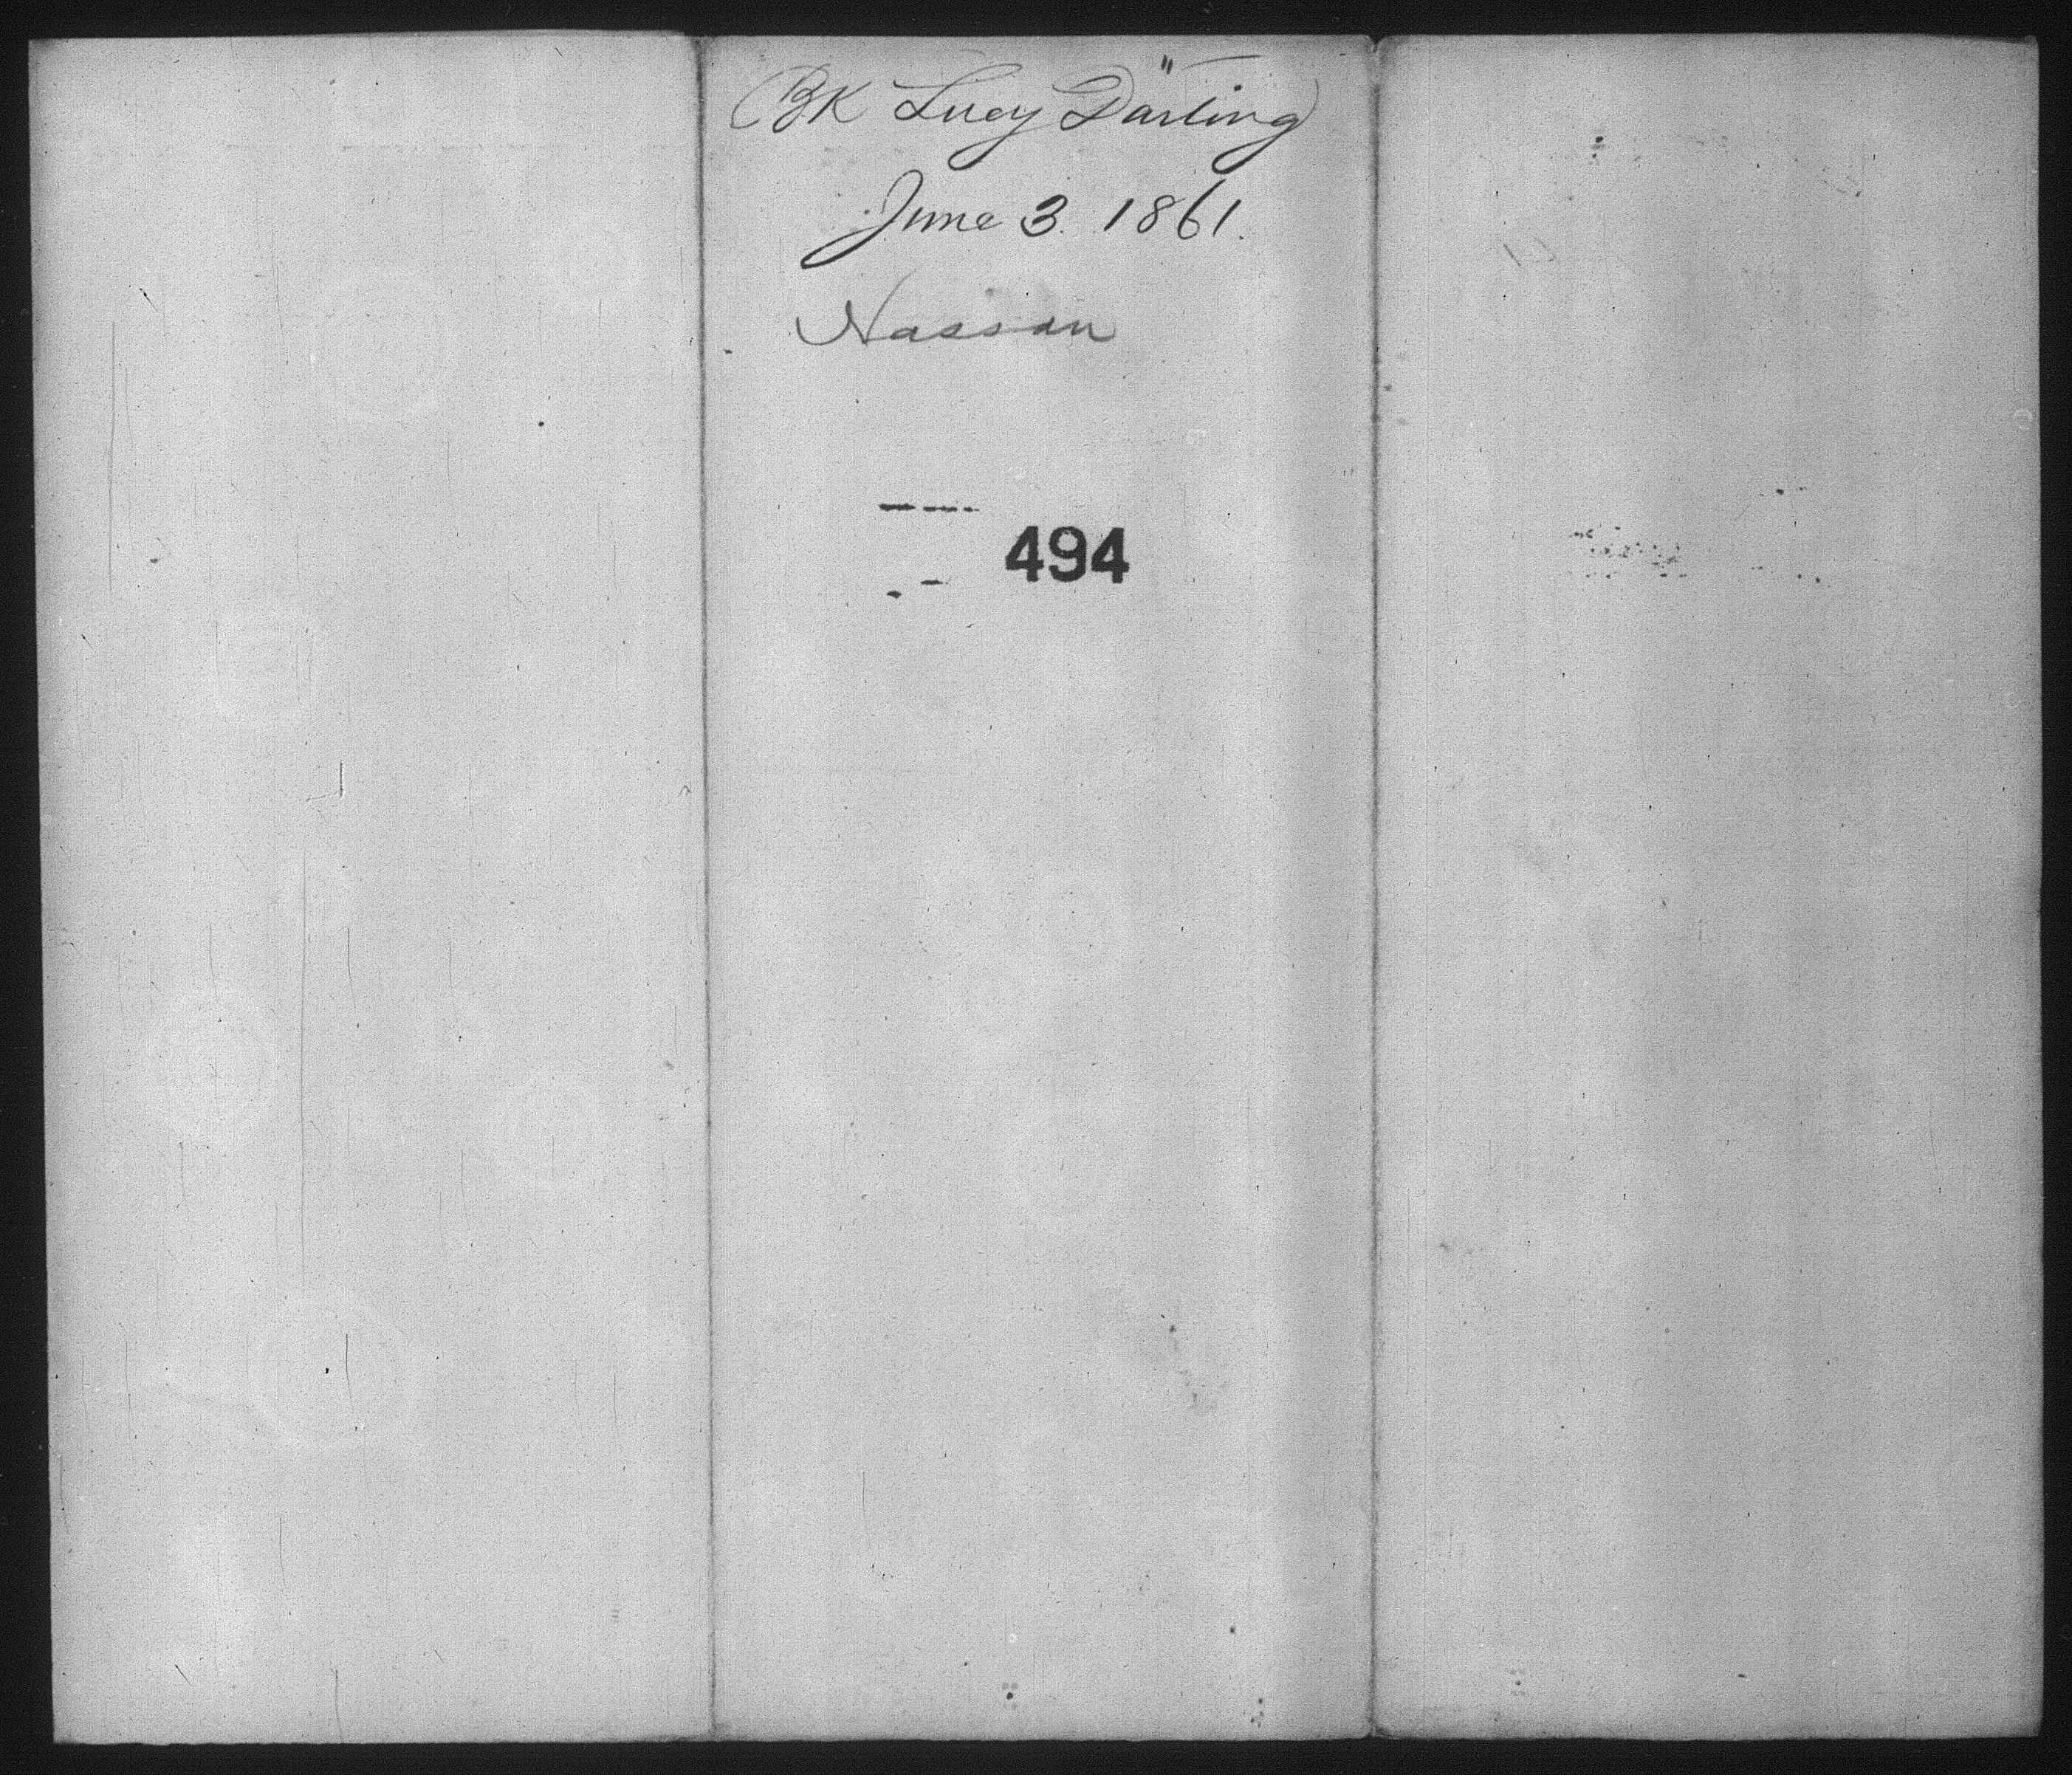 BK Lucy Darling
June 3. 1861.
Nassau
494